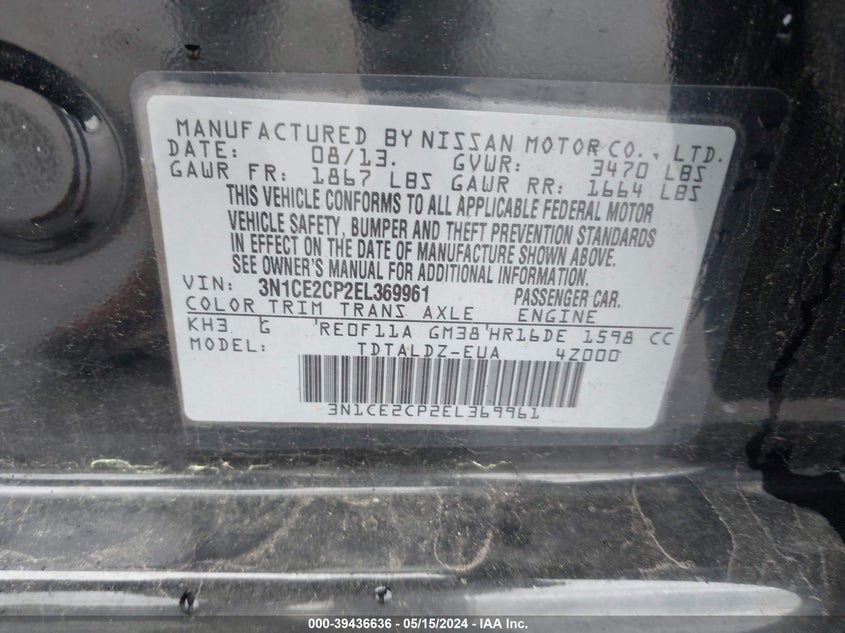 MANUFACTURED BY NISSAN MOTOR CO., LTD.
DATE: 08/13. GVWR: 3470 LBS
GAWR FR: 1867 LBS GAWR RR: 1664 LBS
THIS VEHICLE CONFORMS TO ALL APPLICABLE FEDERAL MOTOR
VEHICLE SAFETY, BUMPER AND THEFT PREVENTION STANDARDS
IN EFFECT ON THE DATE OF MANUFACTURE SHOWN ABOVE.
SEE OWNER'S MANUAL FOR ADDITIONAL INFORMATION.
VIN: 3N1CE2CP2EL369961 PASSENGER CAR.
COLOR TRIM TRANS AXLE ENGINE
KH3 G RE0F11A GM38 HR16DE 1598 CC
MODEL: TDTALDZ-EUA 4Z000
3N1CE2CP2EL369961
000-39436636 - 05/15/2024 - IAA Inc.